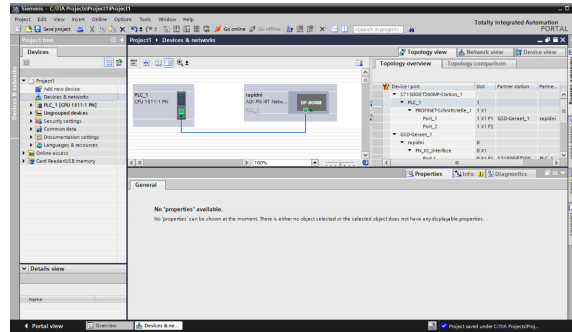 Siemens - C:\TIA Projects\Project1\Project1
Project Edit View Insert Online Options Tools Window Help
Totally Integrated Automation
PORTAL
Save project
Go online
Go offline
<Search in project>
Project tree
Project1 ▸ Devices & networks
Devices
Topology view
Network view
Device view
Topology overview
Topology comparison
Project1
Add new device
Devices & networks
PLC_1 [CPU 1511-1 PN]
Ungrouped devices
Security settings
Common data
Documentation settings
Languages & resources
Online access
Card Reader/USB memory
PLC_1
CPU 1511-1 PN
rapidni
ADI PN IRT Netw...
PLC_1
DP-NORM
Device / port
Slot
Partner station
Partne...
S71500/ET200MP-Station_1
PLC_1 1
PROFINET-Schnittstelle_1 1 X1
Port_1 1 X1 P1 GSD-Geraet_1 rapidni
Port_2 1 X1 P2
GSD-Geraet_1
rapidni 0
PN_IO_Interface 0 X1
100%
Properties
Info
Diagnostics
General
No 'properties' available.
No 'properties' can be shown at the moment. There is either no object selected or the selected object does not have any displayable properties.
Details view
Name
Portal view
Overview
Devices & ne...
Project saved under C:\TIA Projects\Proj...